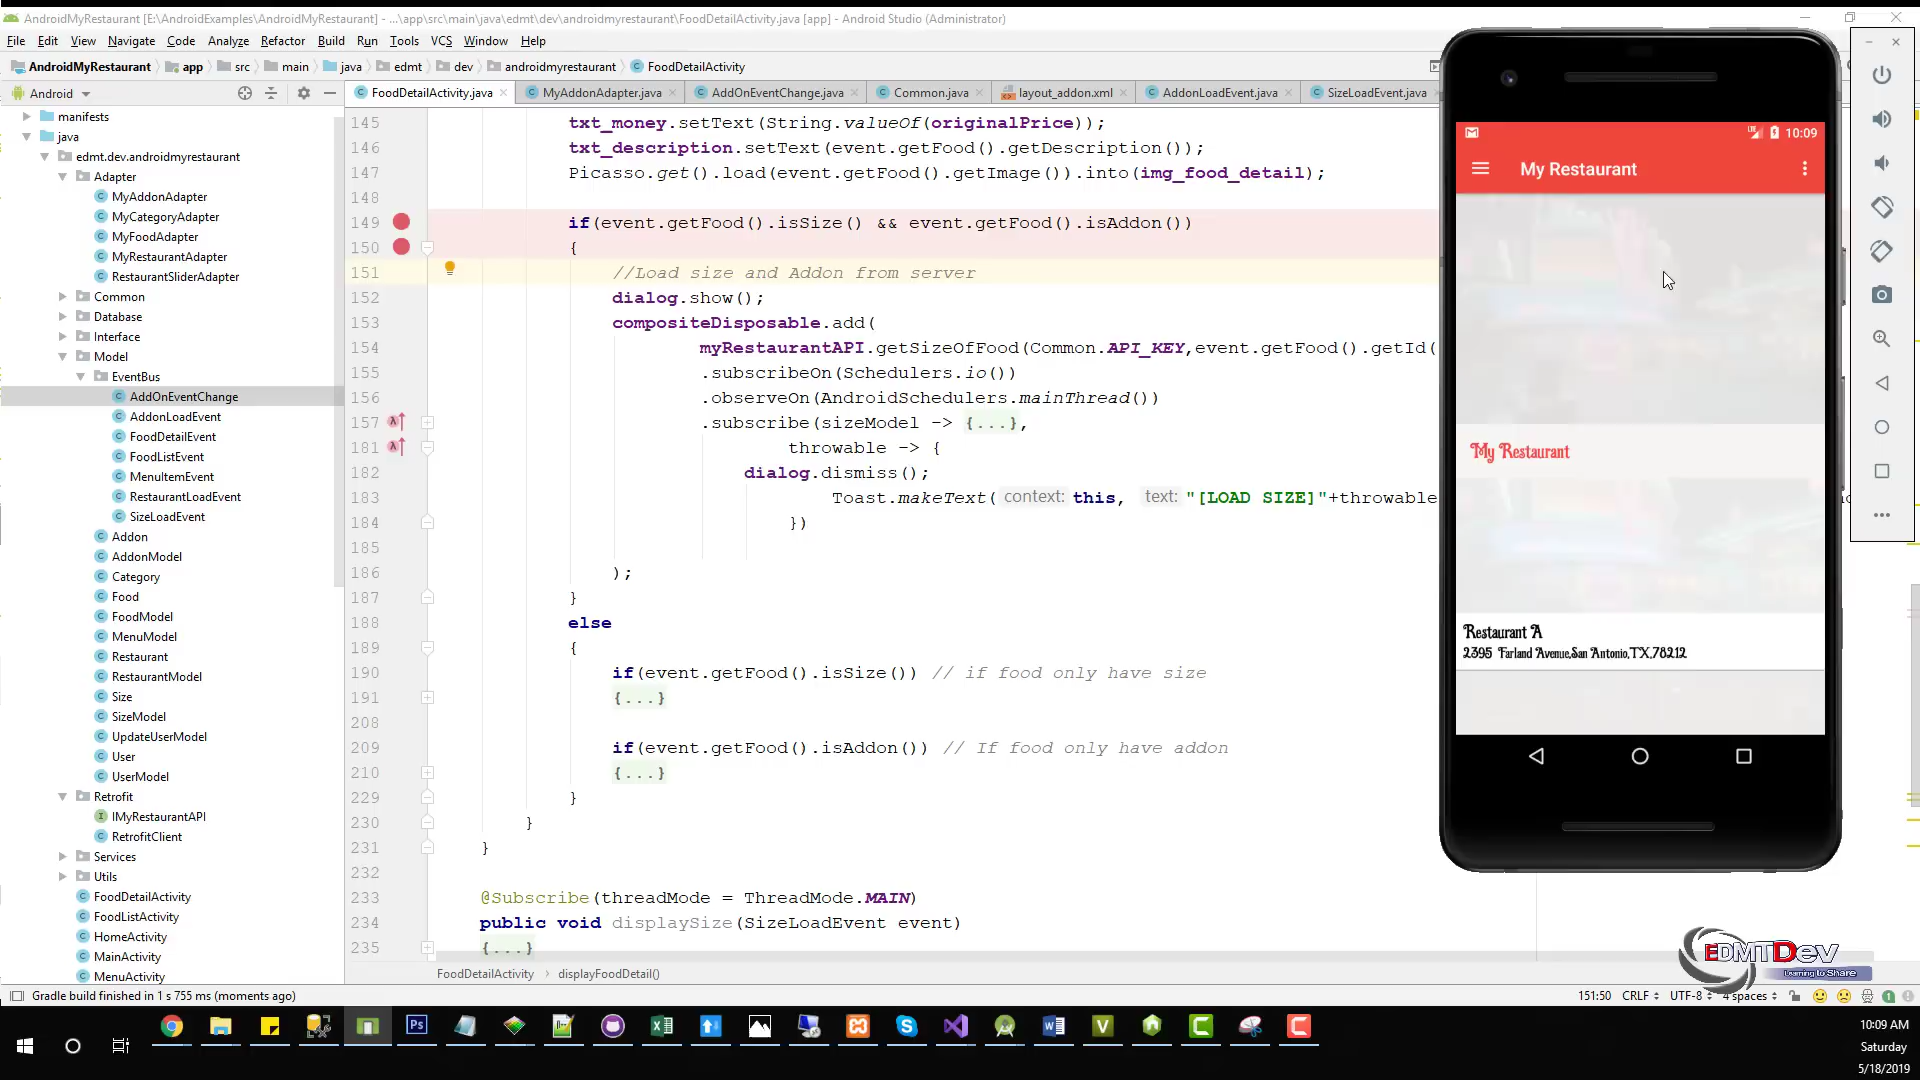 AndroidMyRestaurant [E:\AndroidExamples\AndroidMyRestaurant] - ...\app\src\main\java\edmt\dev\androidmyrestaurant\FoodDetailActivity.java [app] - Android Studio (Administrator)
File Edit View Navigate Code Analyze Refactor Build Run Tools VCS Window Help
AndroidMyRestaurant app src main java edmt dev androidmyrestaurant FoodDetailActivity
Android
FoodDetailActivity.java MyAddonAdapter.java AddOnEventChange.java Common.java layout_addon.xml AddonLoadEvent.java SizeLoadEvent.java
manifests
java
edmt.dev.androidmyrestaurant
Adapter
MyAddonAdapter
MyCategoryAdapter
MyFoodAdapter
MyRestaurantAdapter
RestaurantSliderAdapter
Common
Database
Interface
Model
EventBus
AddOnEventChange
AddonLoadEvent
FoodDetailEvent
FoodListEvent
MenuItemEvent
RestaurantLoadEvent
SizeLoadEvent
Addon
AddonModel
Category
Food
FoodModel
MenuModel
Restaurant
RestaurantModel
Size
SizeModel
UpdateUserModel
User
UserModel
Retrofit
IMyRestaurantAPI
RetrofitClient
Services
Utils
FoodDetailActivity
FoodListActivity
HomeActivity
MainActivity
MenuActivity
145 txt_money.setText(String.valueOf(originalPrice));
146 txt_description.setText(event.getFood().getDescription());
147 Picasso.get().load(event.getFood().getImage()).into(img_food_detail);
148
149 if(event.getFood().isSize() && event.getFood().isAddon())
150 {
151 //Load size and Addon from server
152 dialog.show();
153 compositeDisposable.add(
154 myRestaurantAPI.getSizeOfFood(Common.API_KEY,event.getFood().getId(
155 .subscribeOn(Schedulers.io())
156 .observeOn(AndroidSchedulers.mainThread())
157 .subscribe(sizeModel -> {...},
181 throwable -> {
182 dialog.dismiss();
183 Toast.makeText( context: this, text: "[LOAD SIZE]"+throwable
184 })
185
186 );
187 }
188 else
189 {
190 if(event.getFood().isSize()) // if food only have size
191 {...}
208
209 if(event.getFood().isAddon()) // If food only have addon
210 {...}
229 }
230 }
231 }
232
233 @Subscribe(threadMode = ThreadMode.MAIN)
234 public void displaySize(SizeLoadEvent event)
235 {...}
FoodDetailActivity displayFoodDetail()
10:09
My Restaurant
My Restaurant
Restaurant A
2395 Farland Avenue,San Antonio,TX,78212
EDMTDev
Learning to Share
Gradle build finished in 1 s 755 ms (moments ago)
151:50 CRLF UTF-8 4 spaces
10:09 AM
Saturday
5/18/2019